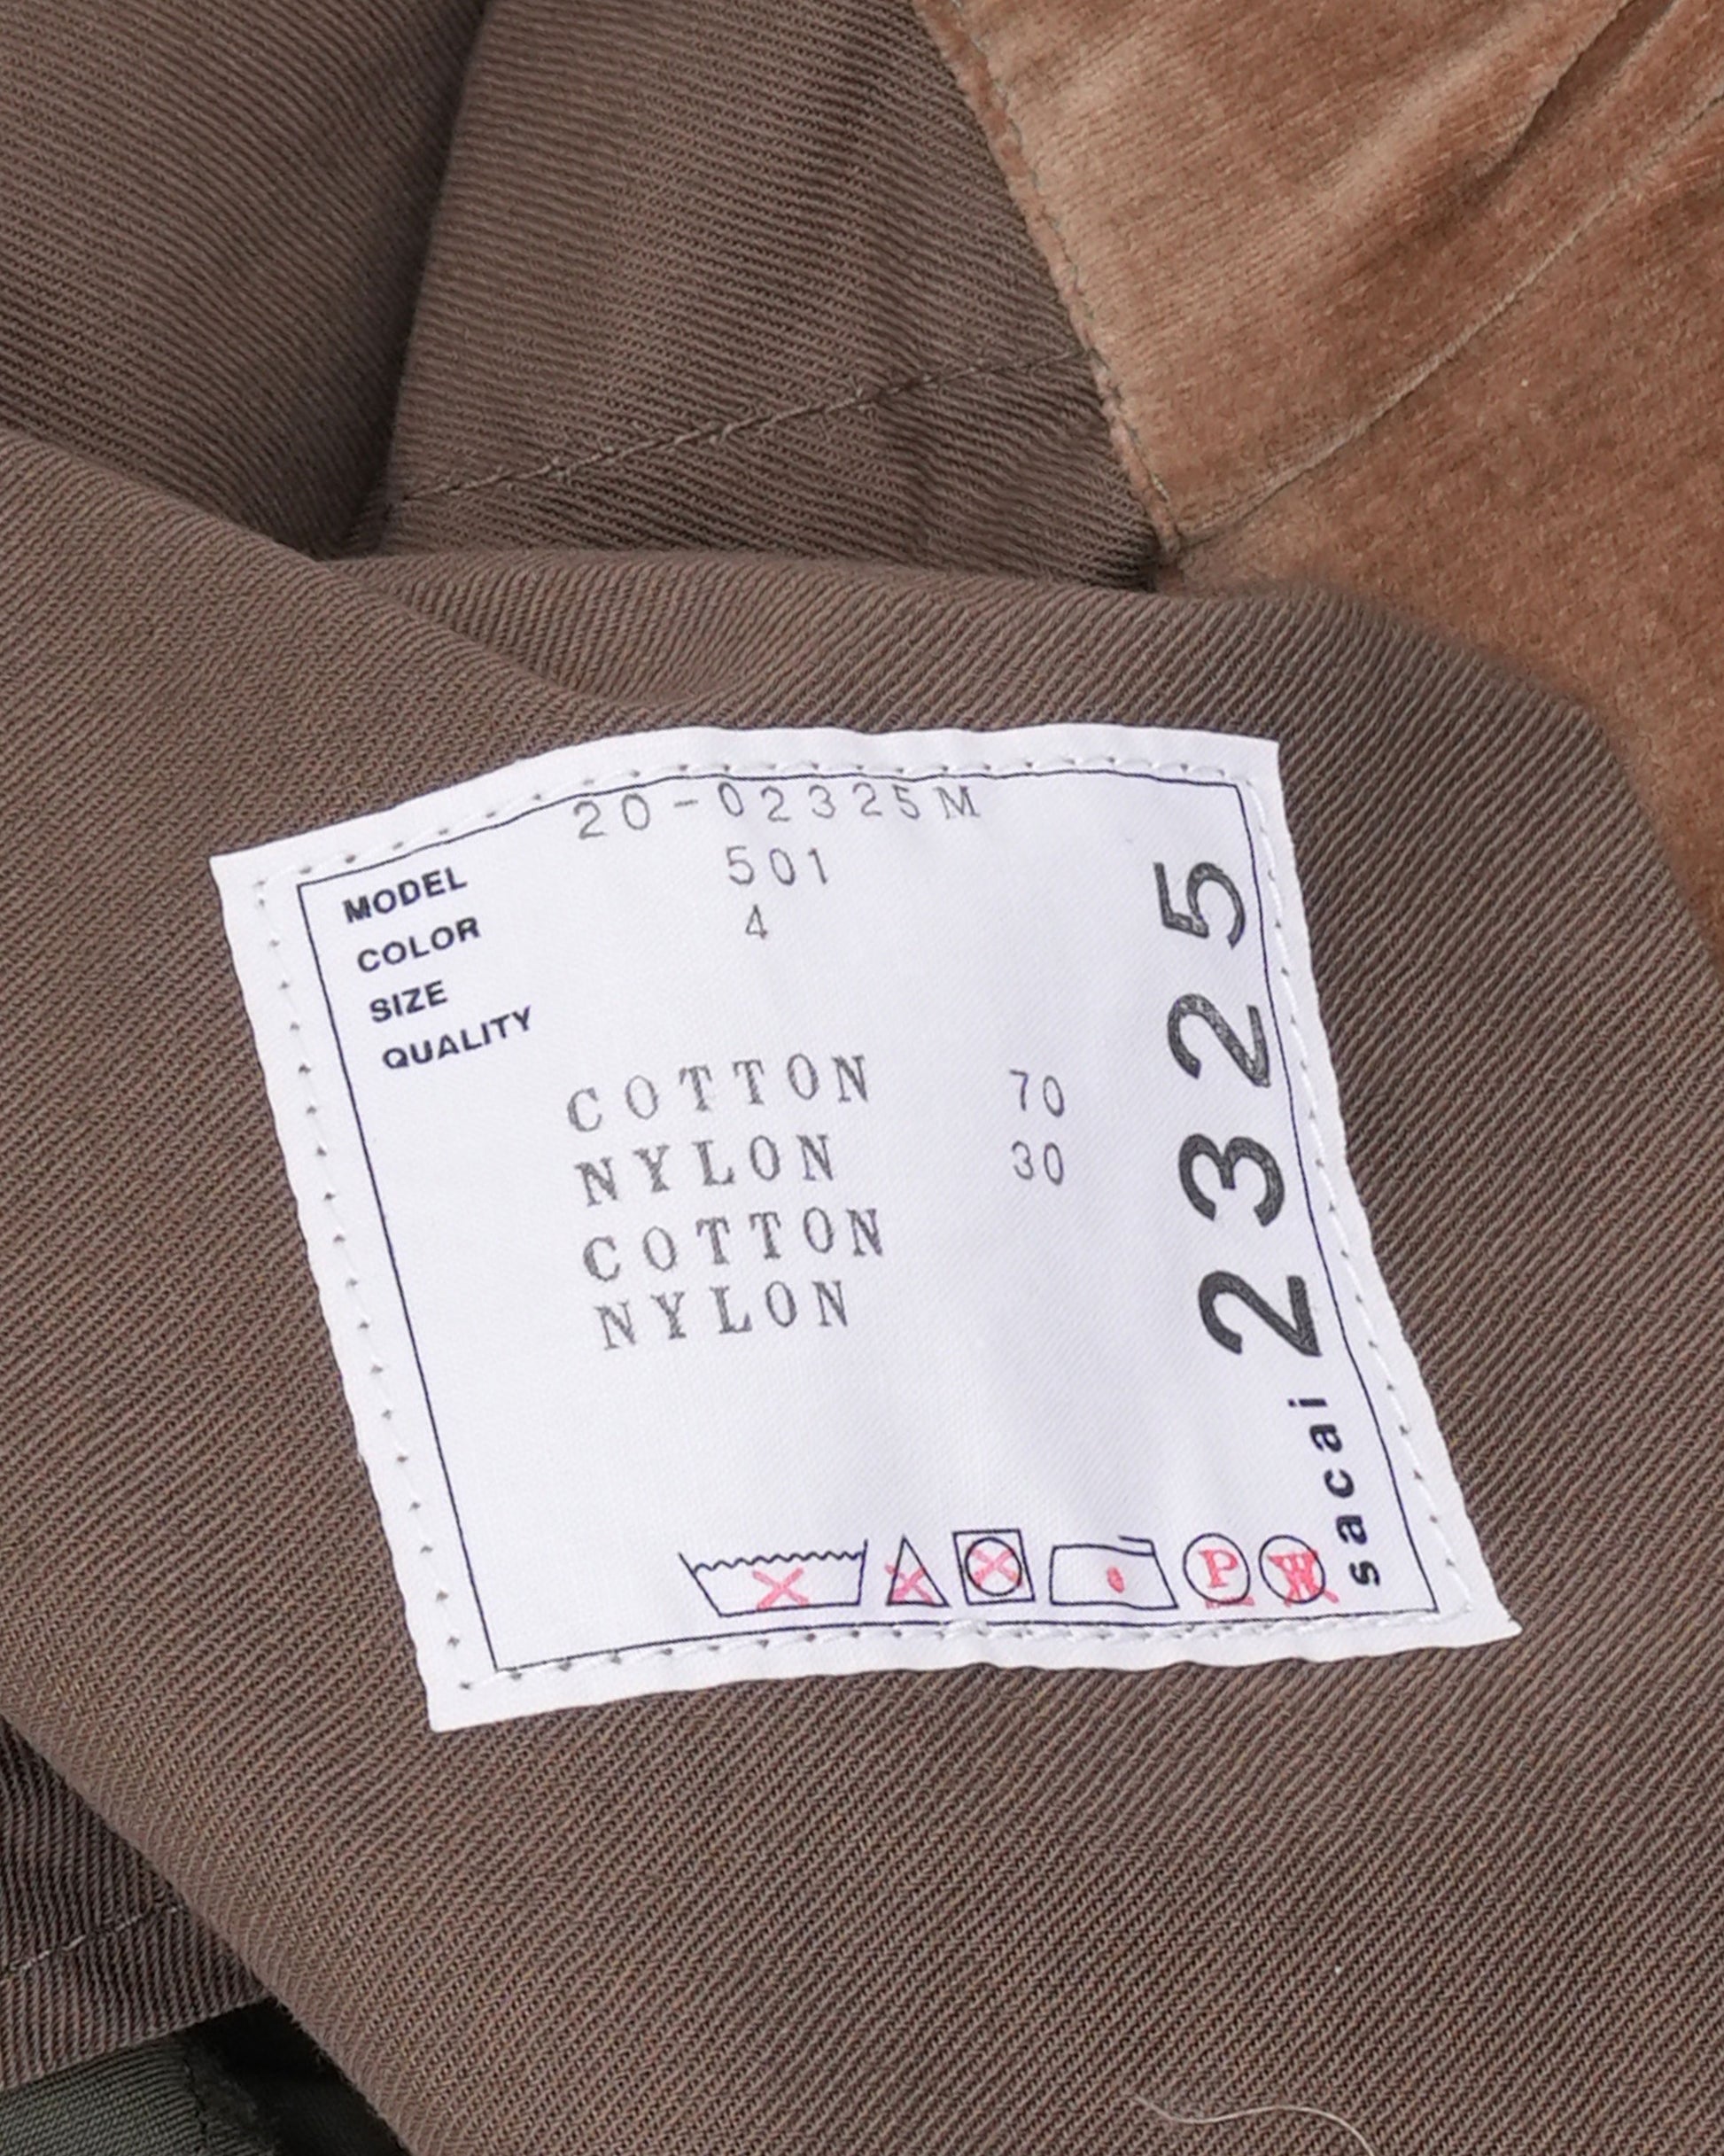 20-02325M
MODEL 501
COLOR 4
SIZE
QUALITY
COTTON 70
NYLON 30
COTTON
NYLON
sacai 2325
P
W